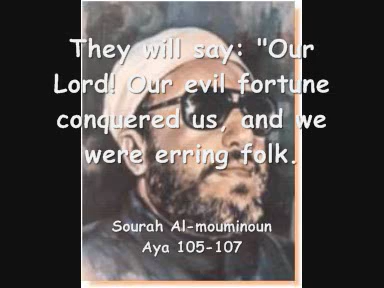 They will say: "Our
Lord! Our evil fortune
conquered us, and we
were erring folk.
Sourah Al-mouminoun
Aya 105-107